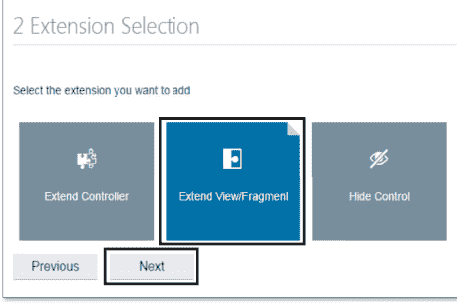 2 Extension Selection
Select the extension you want to add
Extend Controller
Extend View/Fragment
Hide Control
Previous
Next